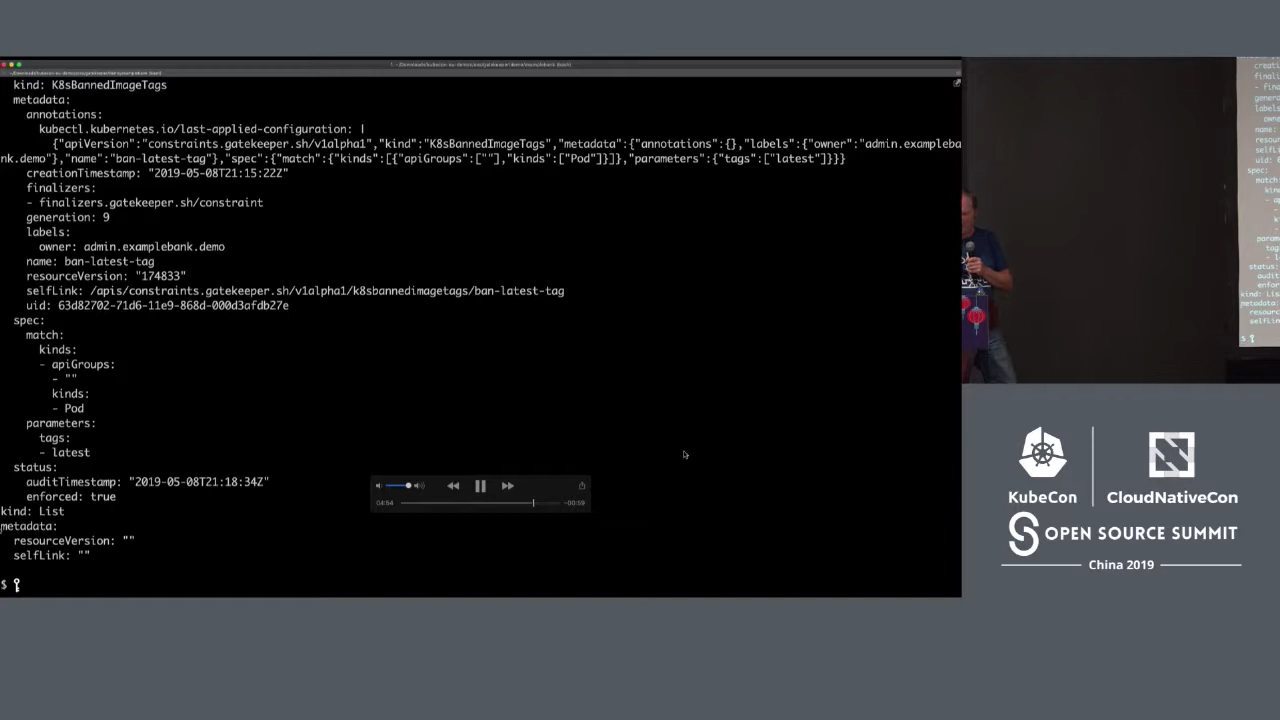 kind: K8sBannedImageTags
metadata:
annotations:
kubectl.kubernetes.io/last-applied-configuration: |
{"apiVersion":"constraints.gatekeeper.sh/v1alpha1","kind":"K8sBannedImageTags","metadata":{"annotations":{},"labels":{"owner":"admin.exampleba
nk.demo"},"name":"ban-latest-tag"},"spec":{"match":{"kinds":[{"apiGroups":[""],"kinds":["Pod"]}]},"parameters":{"tags":["latest"]}}}
creationTimestamp: "2019-05-08T21:15:22Z"
finalizers:
- finalizers.gatekeeper.sh/constraint
generation: 9
labels:
owner: admin.examplebank.demo
name: ban-latest-tag
resourceVersion: "174833"
selfLink: /apis/constraints.gatekeeper.sh/v1alpha1/k8sbannedimagetags/ban-latest-tag
uid: 63d82702-71d6-11e9-868d-000d3afdb27e
spec:
match:
kinds:
- apiGroups:
- ""
kinds:
- Pod
parameters:
tags:
- latest
status:
auditTimestamp: "2019-05-08T21:18:34Z"
enforced: true
kind: List
metadata:
resourceVersion: ""
selfLink: ""
$
04:54
-00:59
KubeCon
CloudNativeCon
OPEN SOURCE SUMMIT
China 2019